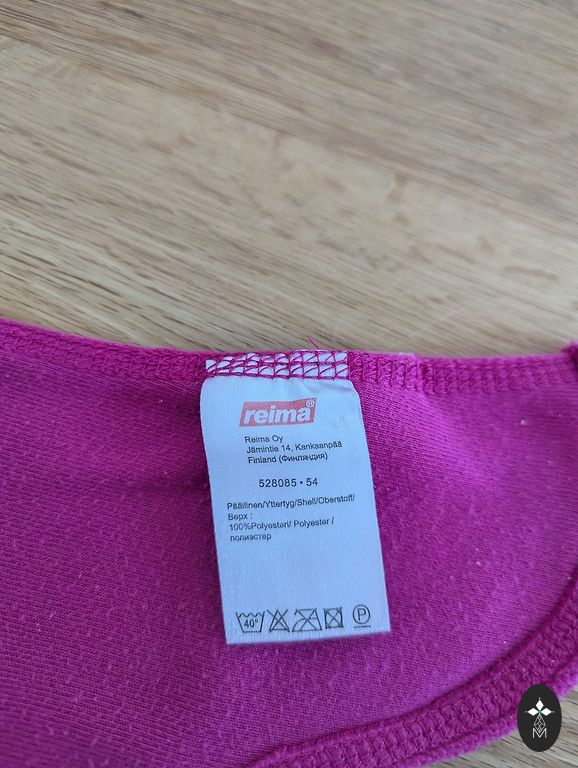 reima®
Reima Oy
Jämintie 14, Kankaanpää
Finland (Финляндия)
528085 • 54
Päällinen/Yttertyg/Shell/Oberstoff/
Верх :
100%Polyesteri/ Polyester /
полиэстер
40°
P
M